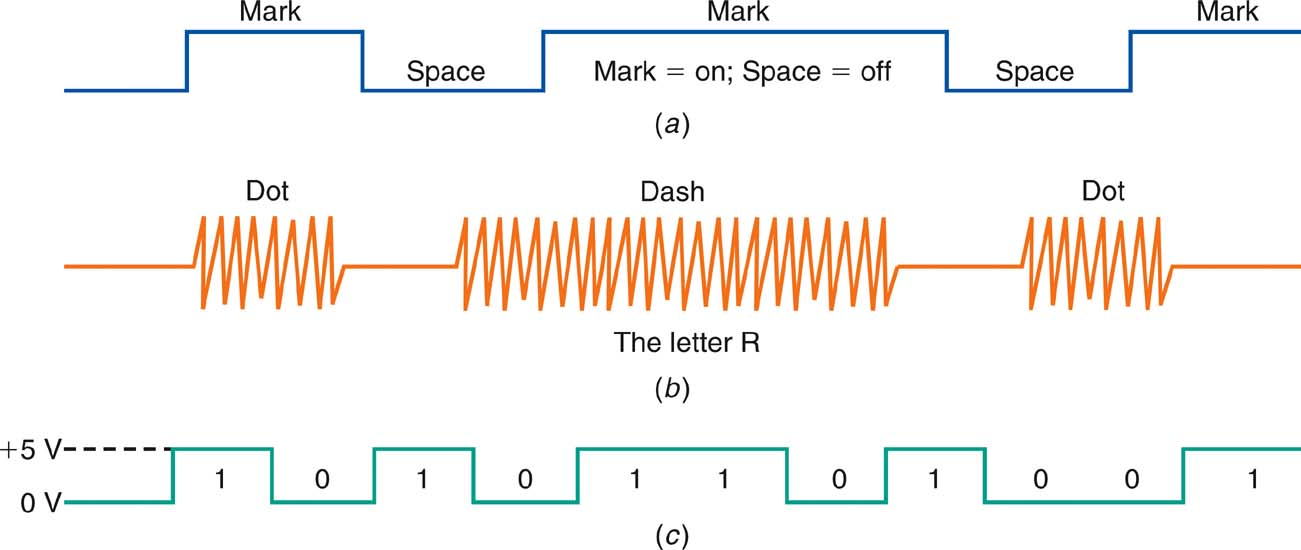 Mark Mark Mark
Space Mark = on; Space = off Space
(a)
Dot Dash Dot
The letter R
(b)
+5 V
1 0 1 0 1 1 0 1 0 0 1
0 V
(c)